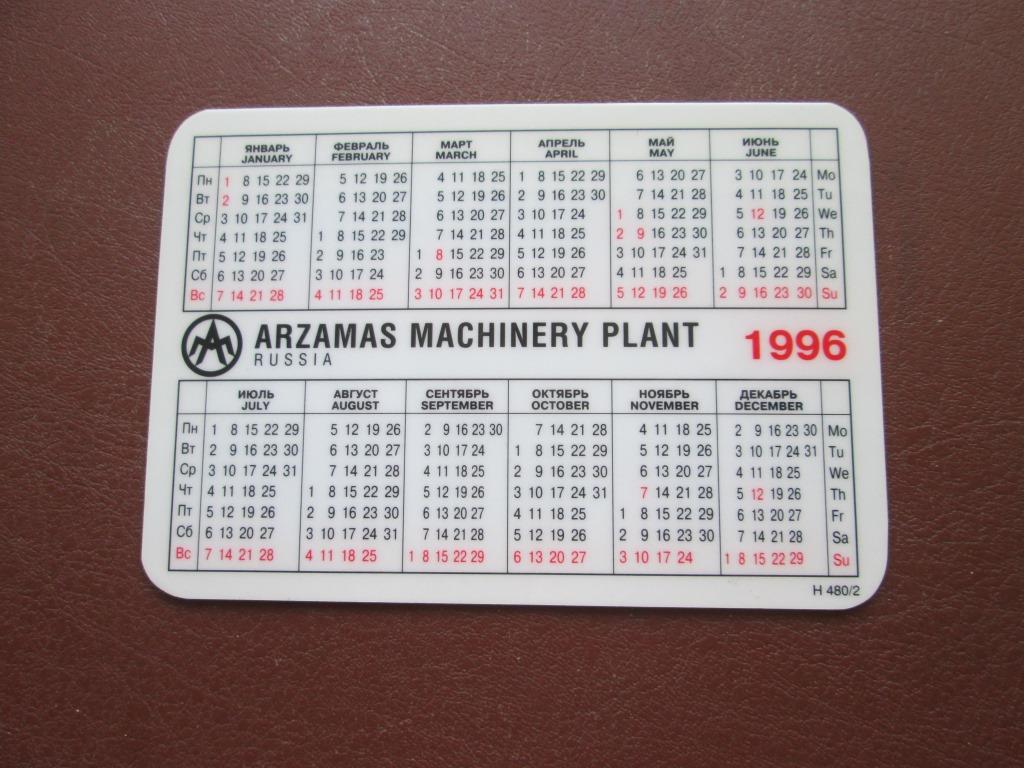 ЯНВАРЬ ФЕВРАЛЬ МАРТ АПРЕЛЬ МАЙ ИЮНЬ
JANUARY FEBRUARY MARCH APRIL MAY JUNE
Пн 1 8 15 22 29 5 12 19 26 4 11 18 25 1 8 15 22 29 6 13 20 27 3 10 17 24 Mo
Вт 2 9 16 23 30 6 13 20 27 5 12 19 26 2 9 16 23 30 7 14 21 28 4 11 18 25 Tu
Ср 3 10 17 24 31 7 14 21 28 6 13 20 27 3 10 17 24 1 8 15 22 29 5 12 19 26 We
Чт 4 11 18 25 1 8 15 22 29 7 14 21 28 4 11 18 25 2 9 16 23 30 6 13 20 27 Th
Пт 5 12 19 26 2 9 16 23 1 8 15 22 29 5 12 19 26 3 10 17 24 31 7 14 21 28 Fr
Сб 6 13 20 27 3 10 17 24 2 9 16 23 30 6 13 20 27 4 11 18 25 1 8 15 22 29 Sa
Вс 7 14 21 28 4 11 18 25 3 10 17 24 31 7 14 21 28 5 12 19 26 2 9 16 23 30 Su
ARZAMAS MACHINERY PLANT 1996
RUSSIA
ИЮЛЬ АВГУСТ СЕНТЯБРЬ ОКТЯБРЬ НОЯБРЬ ДЕКАБРЬ
JULY AUGUST SEPTEMBER OCTOBER NOVEMBER DECEMBER
Пн 1 8 15 22 29 5 12 19 26 2 9 16 23 30 7 14 21 28 4 11 18 25 2 9 16 23 30 Mo
Вт 2 9 16 23 30 6 13 20 27 3 10 17 24 1 8 15 22 29 5 12 19 26 3 10 17 24 31 Tu
Ср 3 10 17 24 31 7 14 21 28 4 11 18 25 2 9 16 23 30 6 13 20 27 4 11 18 25 We
Чт 4 11 18 25 1 8 15 22 29 5 12 19 26 3 10 17 24 31 7 14 21 28 5 12 19 26 Th
Пт 5 12 19 26 2 9 16 23 30 6 13 20 27 4 11 18 25 1 8 15 22 29 6 13 20 27 Fr
Сб 6 13 20 27 3 10 17 24 31 7 14 21 28 5 12 19 26 2 9 16 23 30 7 14 21 28 Sa
Вс 7 14 21 28 4 11 18 25 1 8 15 22 29 6 13 20 27 3 10 17 24 1 8 15 22 29 Su
Н 480/2